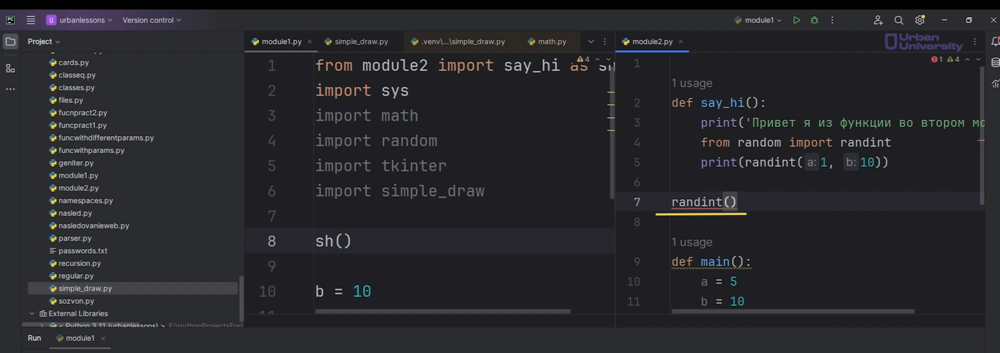 PC
U urbanlessons
Version control
module1
Project
module1.py
simple_draw.py
.venv\...\simple_draw.py
math.py
module2.py
Urban
University
cards.py
classeq.py
classes.py
files.py
fucnpract2.py
funcpract1.py
funcwithdifferentparams.py
funcwithparams.py
geniter.py
module1.py
module2.py
namespaces.py
nasled.py
nasledovanieweb.py
parser.py
passwords.txt
recursion.py
regular.py
simple_draw.py
sozvon.py
External Libraries
< Python 3.11 (urbanlessons) >
4
1 from module2 import say_hi as sh
2 import sys
3 import math
4 import random
5 import tkinter
6 import simple_draw
7
8 sh()
9
10 b = 10
11
1 4
1
1 usage
2 def say_hi():
3 print('Привет я из функции во втором мо
4 from random import randint
5 print(randint(a: 1, b: 10))
6
7 randint()
8
1 usage
9 def main():
10 a = 5
11 b = 10
Run
module1